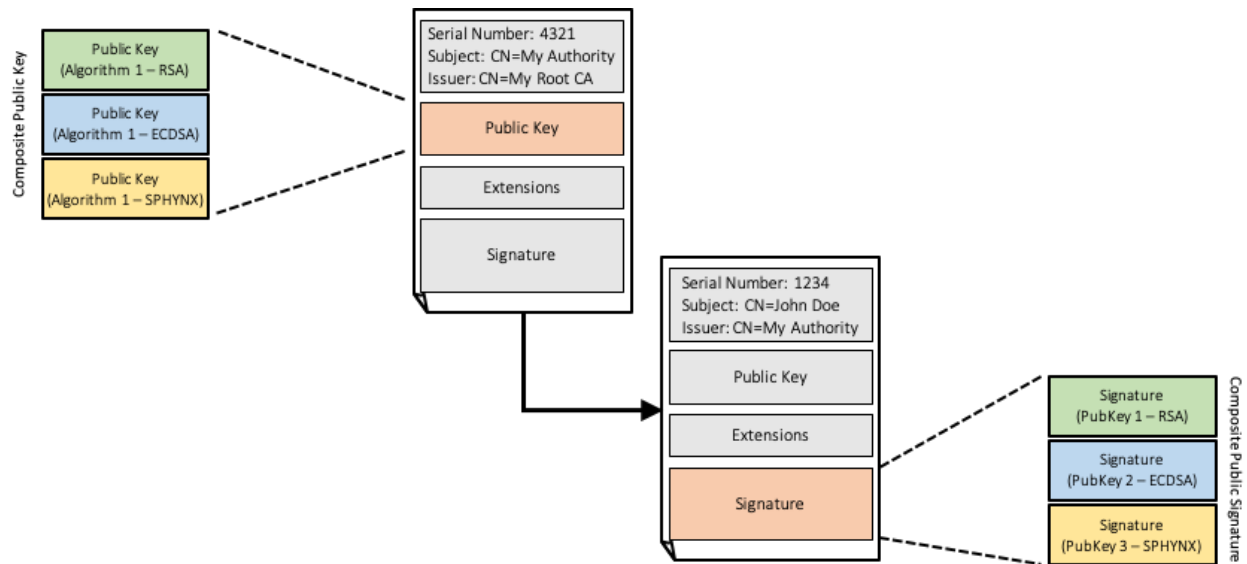 Composite Public Key
Public Key
(Algorithm 1 – RSA)
Public Key
(Algorithm 1 – ECDSA)
Public Key
(Algorithm 1 – SPHYNX)
Serial Number: 4321
Subject: CN=My Authority
Issuer: CN=My Root CA
Public Key
Extensions
Signature
Serial Number: 1234
Subject: CN=John Doe
Issuer: CN=My Authority
Public Key
Extensions
Signature
Signature
(PubKey 1 – RSA)
Signature
(PubKey 2 – ECDSA)
Signature
(PubKey 3 – SPHYNX)
Composite Public Signature